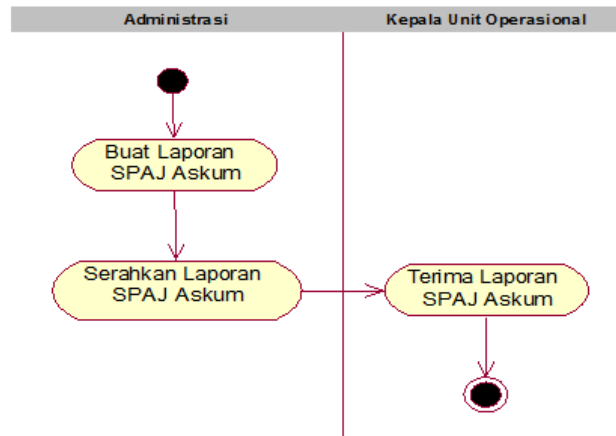 Administrasi
Kepala Unit Operasional
Buat Laporan
SPAJ Askum
Serahkan Laporan
SPAJ Askum
Terima Laporan
SPAJ Askum